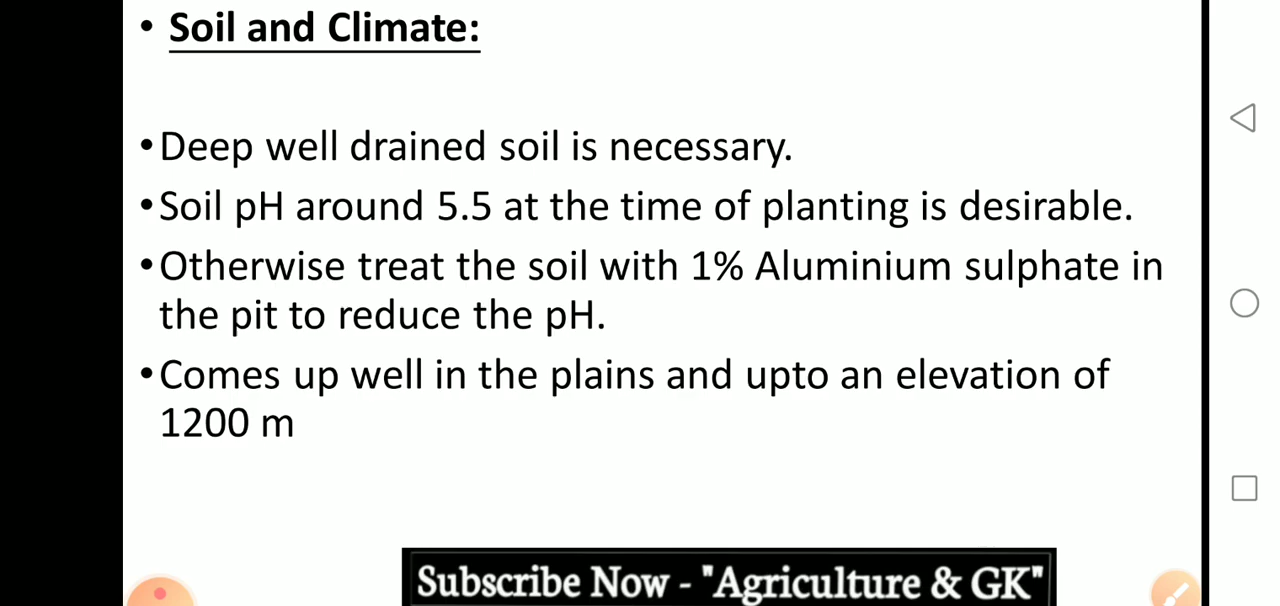 • Soil and Climate:
• Deep well drained soil is necessary.
• Soil pH around 5.5 at the time of planting is desirable.
• Otherwise treat the soil with 1% Aluminium sulphate in
the pit to reduce the pH.
• Comes up well in the plains and upto an elevation of
1200 m
Subscribe Now - "Agriculture & GK"